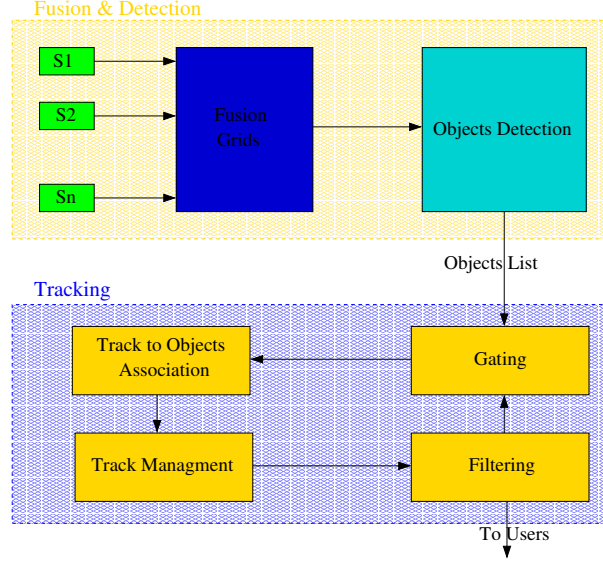 Fusion & Detection
S1
S2
Sn
Fusion
Grids
Objects Detection
Objects List
Tracking
Track to Objects
Association
Gating
Track Managment
Filtering
To Users